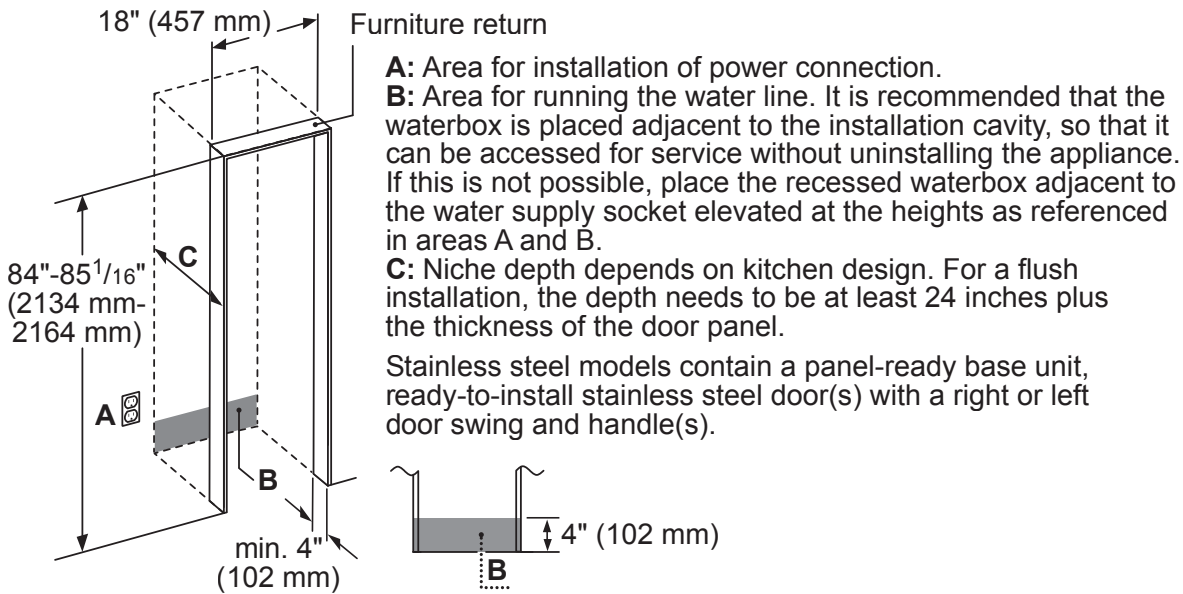 18" (457 mm)
Furniture return
A: Area for installation of power connection.
B: Area for running the water line. It is recommended that the
waterbox is placed adjacent to the installation cavity, so that it
can be accessed for service without uninstalling the appliance.
If this is not possible, place the recessed waterbox adjacent to
the water supply socket elevated at the heights as referenced
in areas A and B.
C: Niche depth depends on kitchen design. For a flush
installation, the depth needs to be at least 24 inches plus
the thickness of the door panel.
Stainless steel models contain a panel-ready base unit,
ready-to-install stainless steel door(s) with a right or left
door swing and handle(s).
C
84"-85 1/16"
(2134 mm-
2164 mm)
A
B
min. 4"
(102 mm)
4" (102 mm)
B